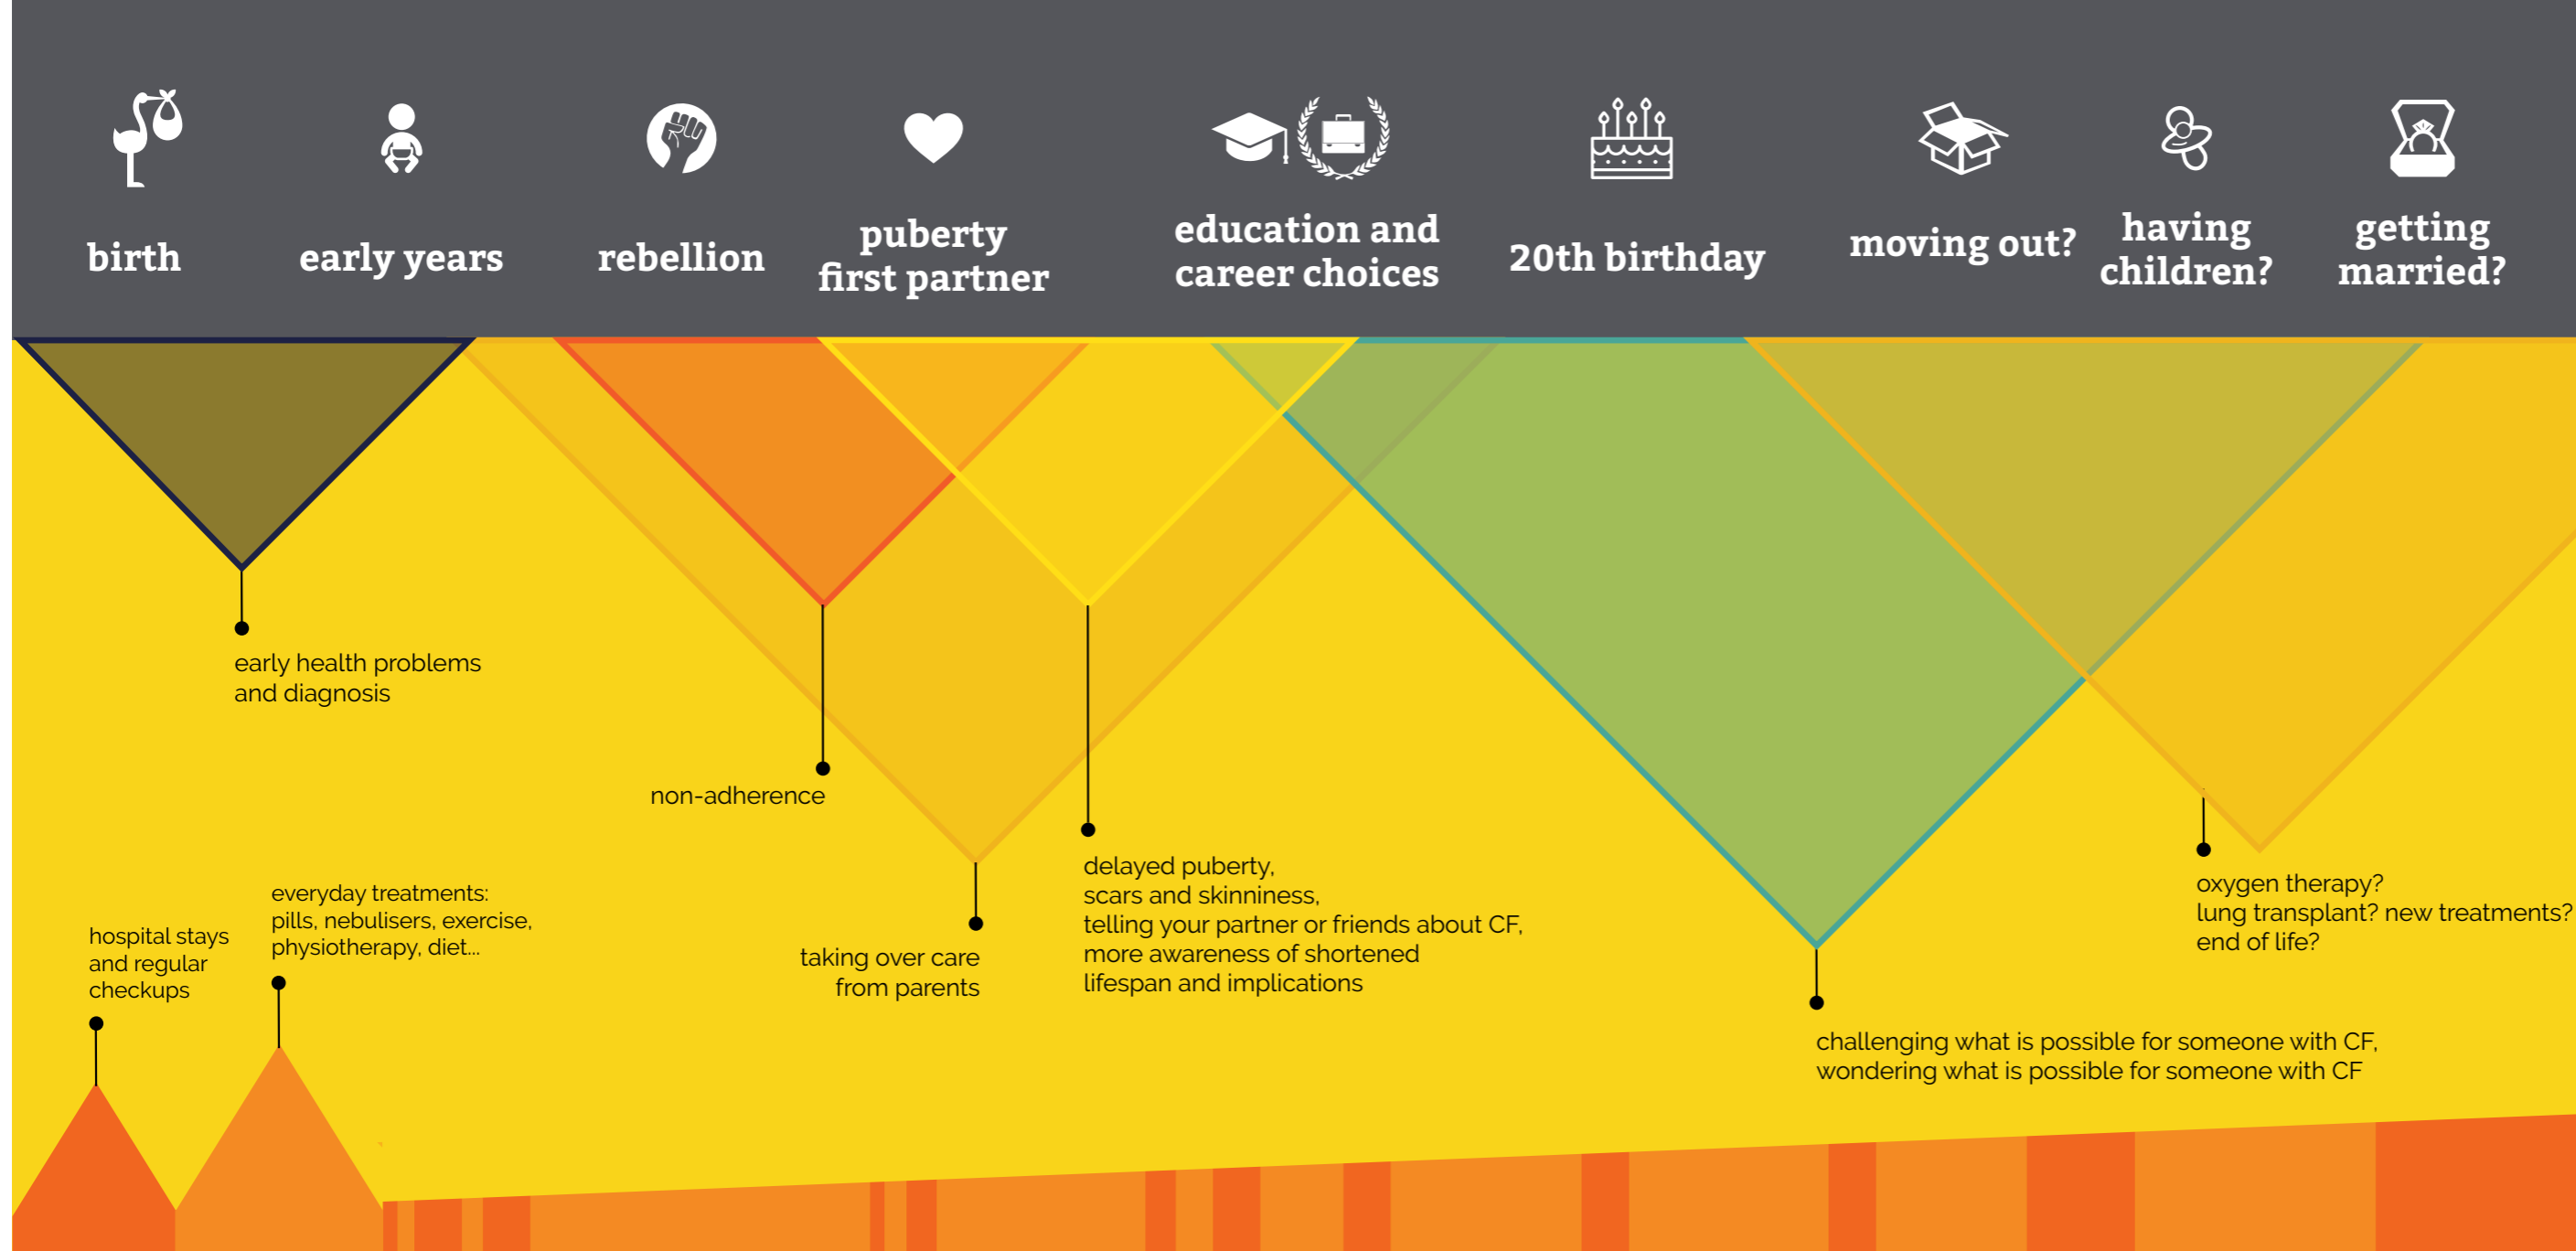 birth
early years
rebellion
puberty
first partner
education and
career choices
20th birthday
moving out?
having
children?
getting
married?
early health problems
and diagnosis
non-adherence
taking over care
from parents
delayed puberty,
scars and skinniness,
telling your partner or friends about CF,
more awareness of shortened
lifespan and implications
oxygen therapy?
lung transplant? new treatments?
end of life?
challenging what is possible for someone with CF,
wondering what is possible for someone with CF
hospital stays
and regular
checkups
everyday treatments:
pills, nebulisers, exercise,
physiotherapy, diet...